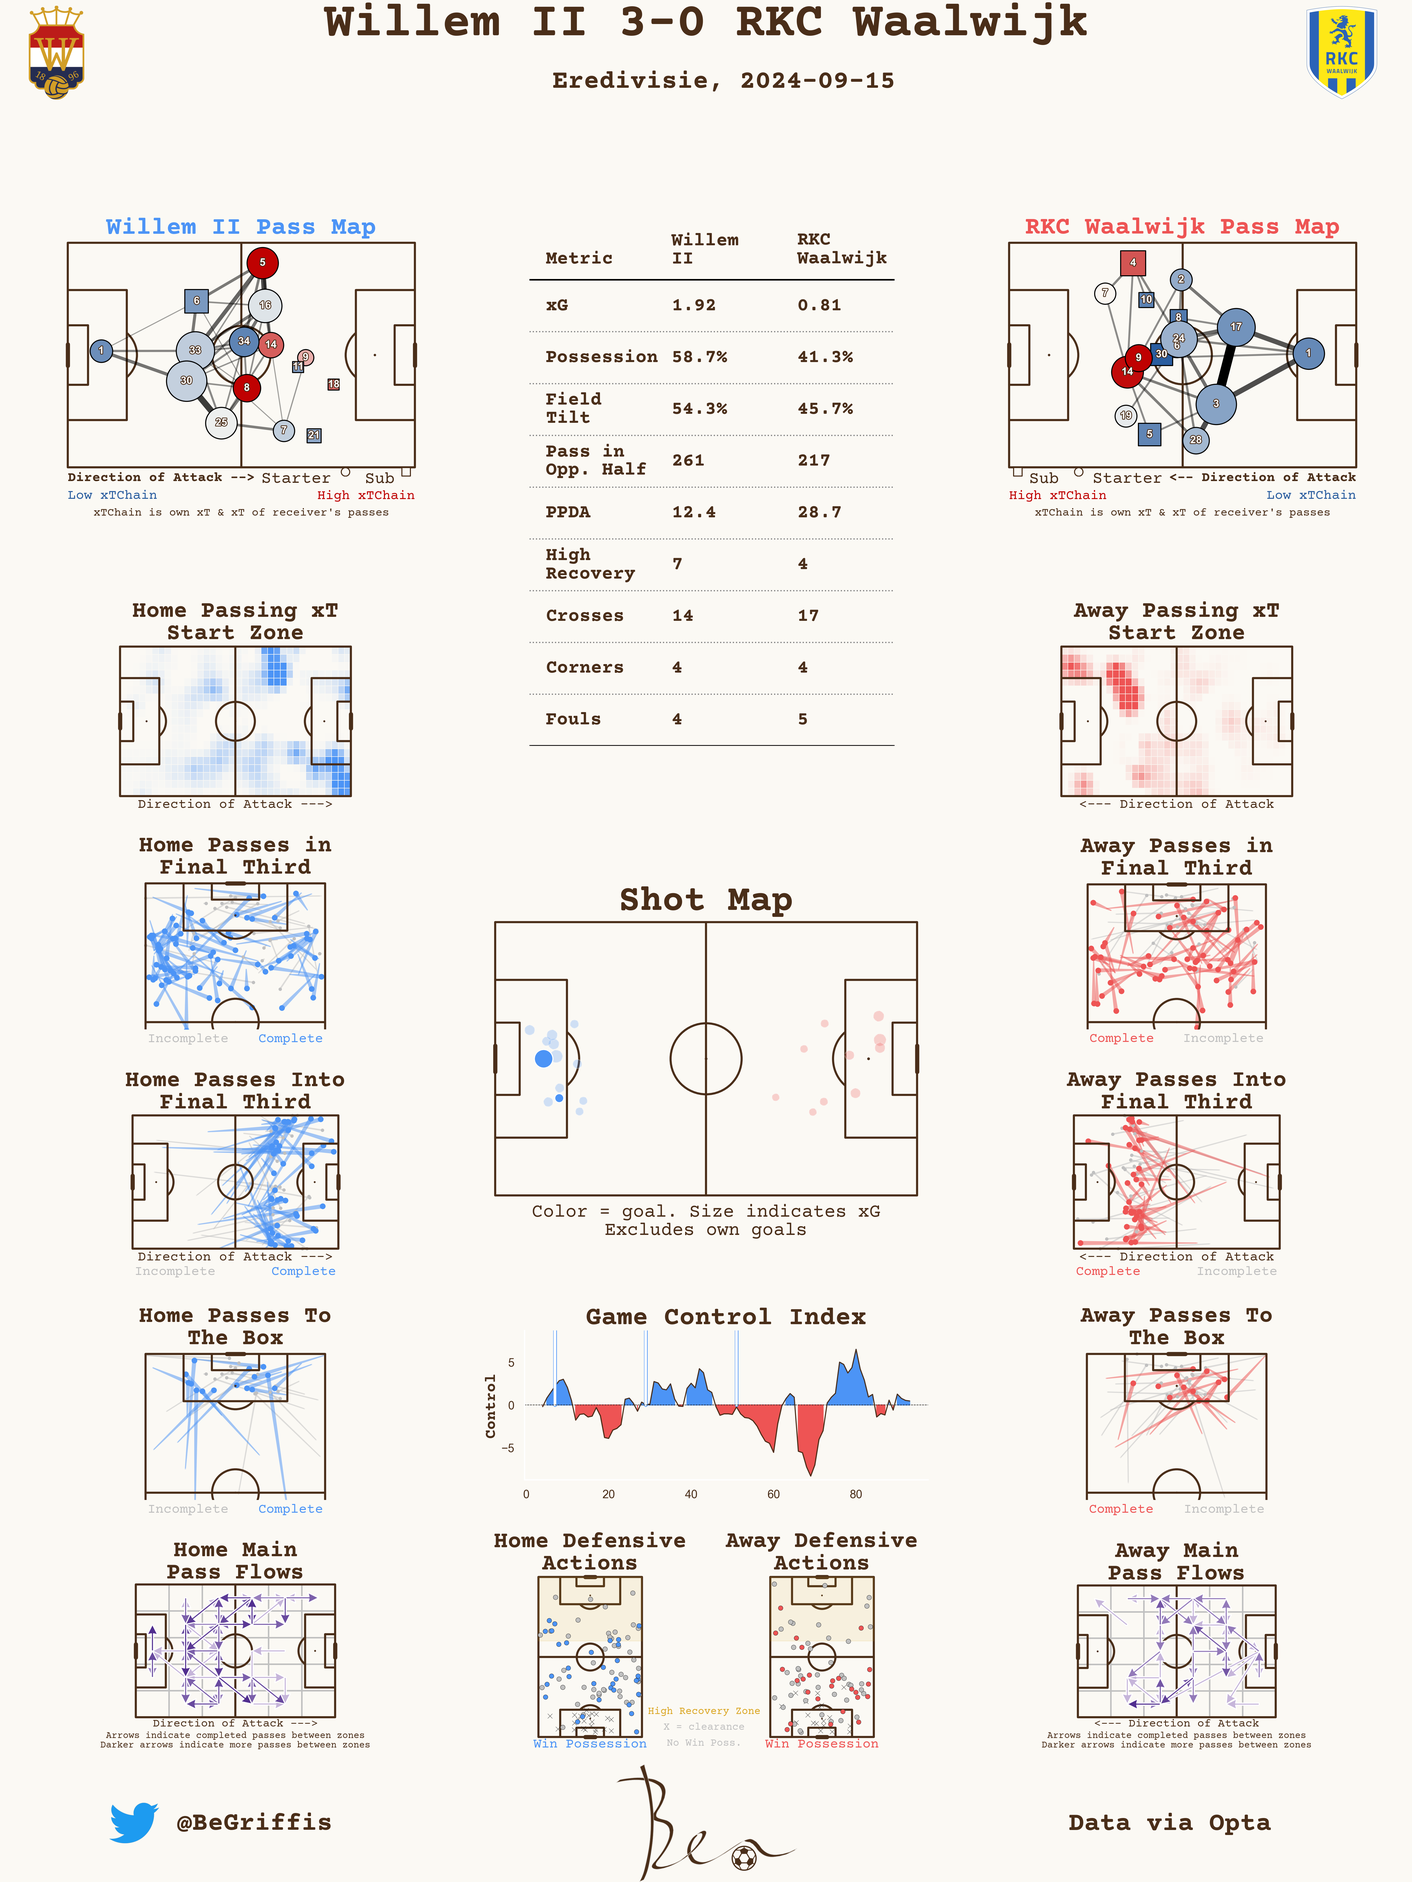 Willem II 3-0 RKC Waalwijk
Eredivisie, 2024-09-15
18 W 96
RKC
WAALWIJK
Willem II Pass Map
5
6
16
1
33
34
14
9
11
30
8
18
25
7
21
Direction of Attack --> Starter Sub
Low xTChain High xTChain
xTChain is own xT & xT of receiver's passes
Metric Willem II RKC Waalwijk
xG 1.92 0.81
Possession 58.7% 41.3%
Field Tilt 54.3% 45.7%
Pass in Opp. Half 261 217
PPDA 12.4 28.7
High Recovery 7 4
Crosses 14 17
Corners 4 4
Fouls 4 5
RKC Waalwijk Pass Map
4
2
7
10
8
17
24
6
9
30
1
14
3
19
5
28
Sub Starter <-- Direction of Attack
High xTChain Low xTChain
xTChain is own xT & xT of receiver's passes
Home Passing xT
Start Zone
Direction of Attack --->
Away Passing xT
Start Zone
<--- Direction of Attack
Home Passes in
Final Third
Incomplete Complete
Away Passes in
Final Third
Complete Incomplete
Shot Map
Color = goal. Size indicates xG
Excludes own goals
Home Passes Into
Final Third
Direction of Attack --->
Incomplete Complete
Away Passes Into
Final Third
<--- Direction of Attack
Complete Incomplete
Home Passes To
The Box
Incomplete Complete
Game Control Index
Control
5
0
−5
0 20 40 60 80
Away Passes To
The Box
Complete Incomplete
Home Main
Pass Flows
Direction of Attack --->
Arrows indicate completed passes between zones
Darker arrows indicate more passes between zones
Home Defensive
Actions
Win Possession
High Recovery Zone
X = clearance
No Win Poss.
Away Defensive
Actions
Win Possession
Away Main
Pass Flows
<--- Direction of Attack
Arrows indicate completed passes between zones
Darker arrows indicate more passes between zones
@BeGriffis
Ben
Data via Opta